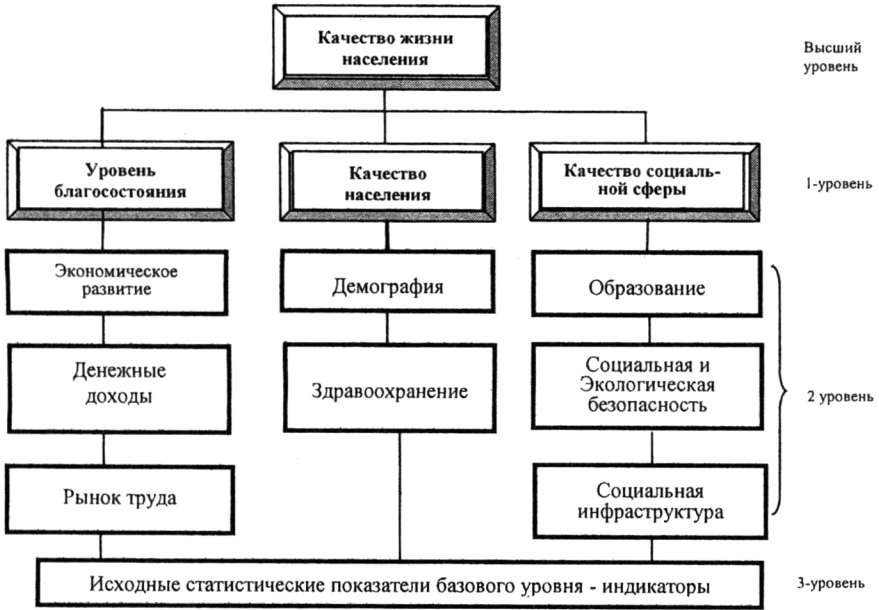 Качество жизни
населения
Высший
уровень
Уровень
благосостояния
Качество
населения
Качество социаль-
ной сферы
1-уровень
Экономическое
развитие
Демография
Образование
Денежные
доходы
Здравоохранение
Социальная и
Экологическая
безопасность
2 уровень
Рынок труда
Социальная
инфраструктура
Исходные статистические показатели базового уровня - индикаторы
3-уровень